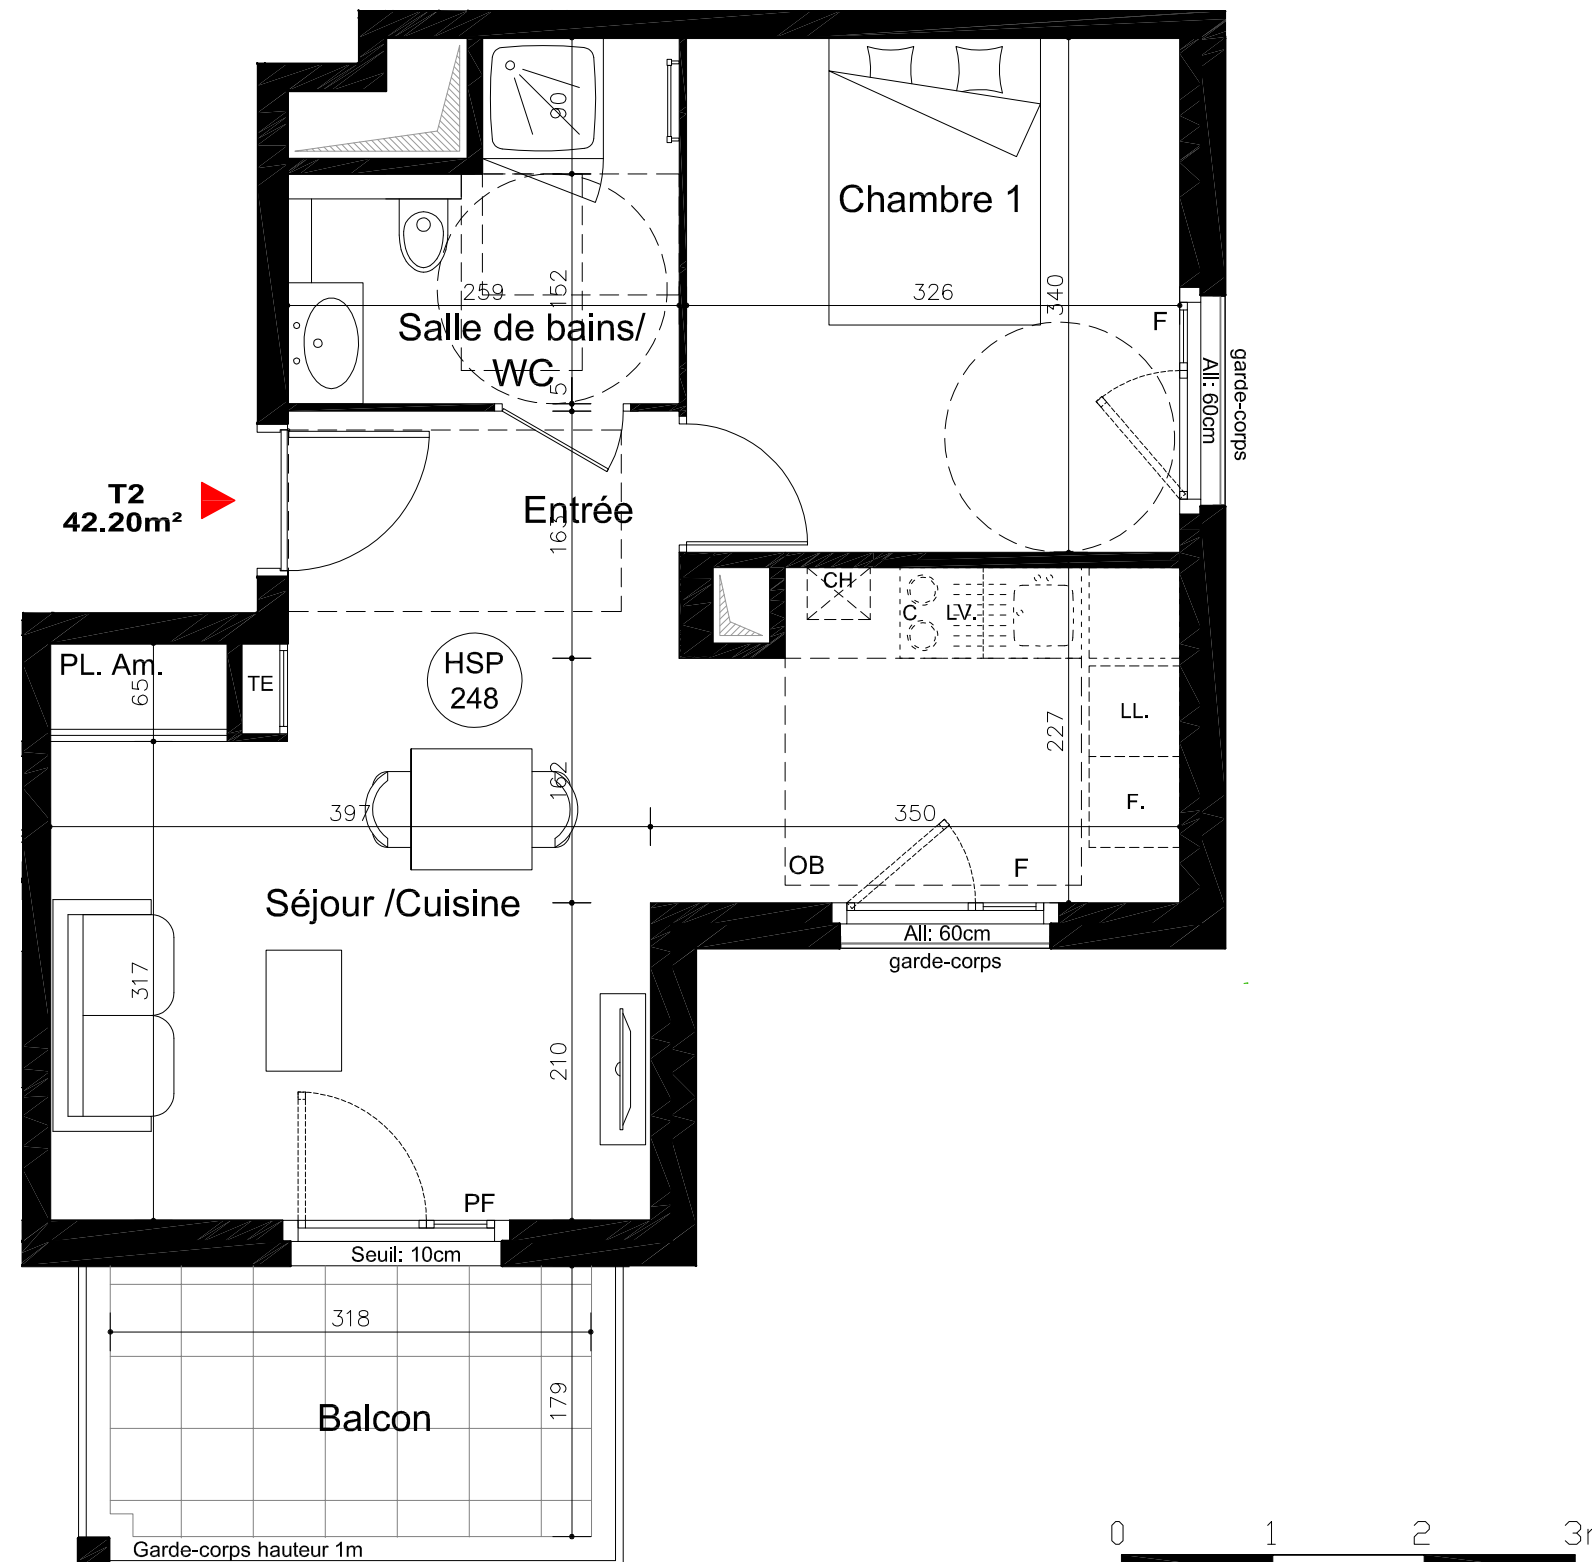 90
Chambre 1
259
152
326
340
F
Salle de bains/
WC
5
All: 60cm
garde-corps
T2
42.20m²
Entrée
163
CH
C
LV.
PL. Am.
65
TE
HSP
248
LL.
227
162
F.
397
350
OB
F
Séjour /Cuisine
All: 60cm
garde-corps
317
210
PF
Seuil: 10cm
318
179
Balcon
Garde-corps hauteur 1m
0 1 2 3